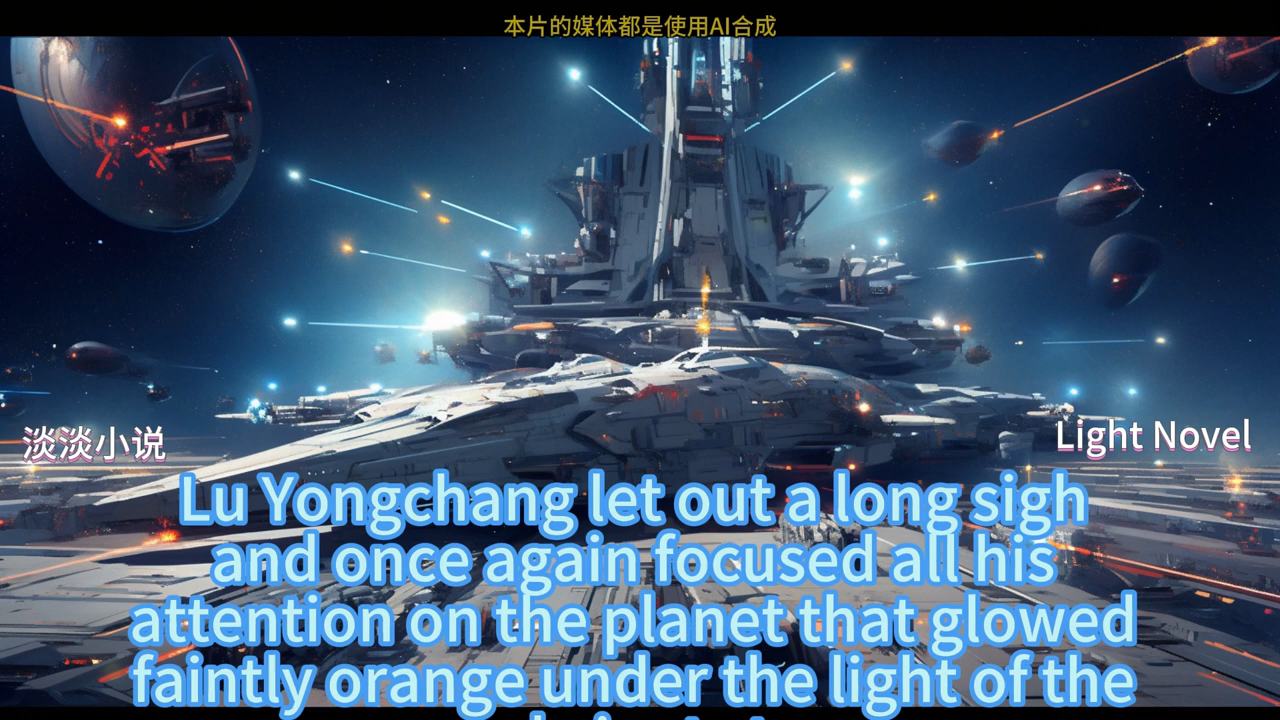 本片的媒体都是使用AI合成
淡淡小说
Light Novel
Lu Yongchang let out a long sigh
and once again focused all his
attention on the planet that glowed
faintly orange under the light of the